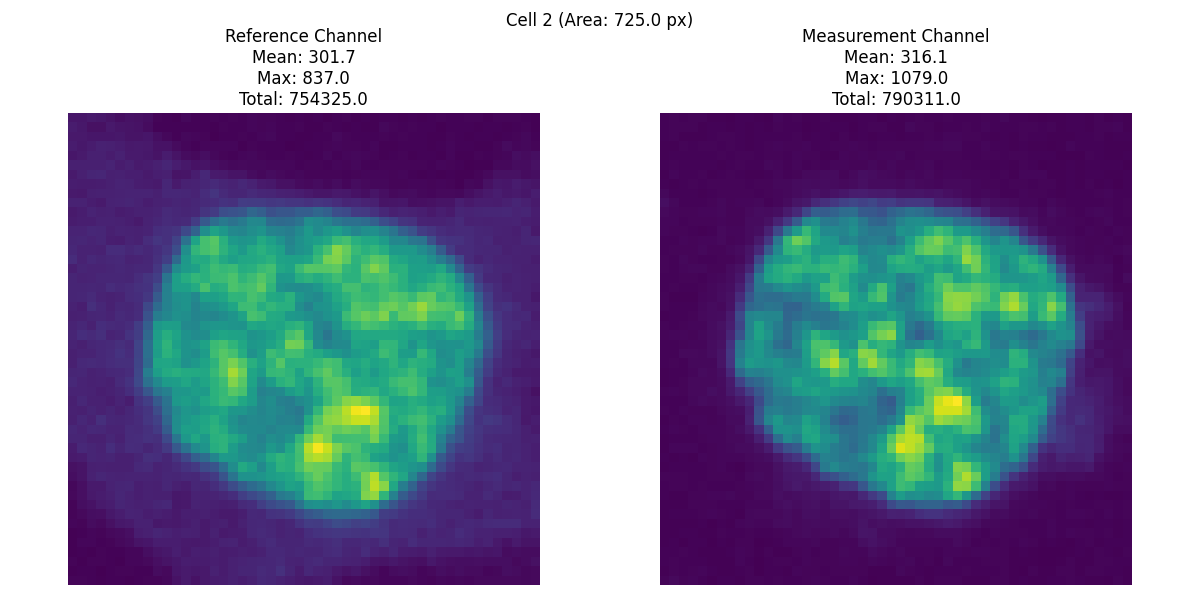 Cell 2 (Area: 725.0 px)
Reference Channel
Mean: 301.7
Max: 837.0
Total: 754325.0
Measurement Channel
Mean: 316.1
Max: 1079.0
Total: 790311.0